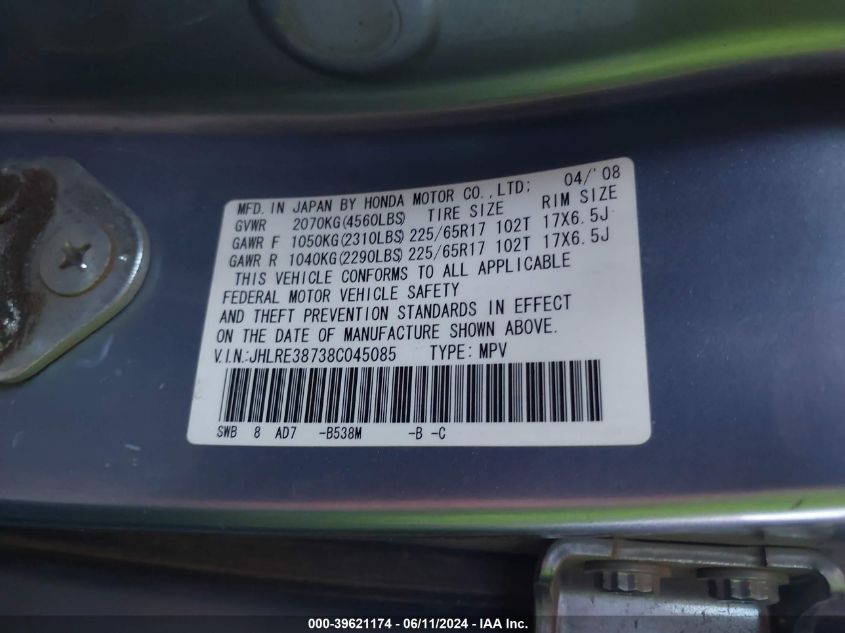 MFD. IN JAPAN BY HONDA MOTOR CO., LTD: 04/'08
GVWR 2070KG(4560LBS) TIRE SIZE RIM SIZE
GAWR F 1050KG(2310LBS) 225/65R17 102T 17X6.5J
GAWR R 1040KG(2290LBS) 225/65R17 102T 17X6.5J
THIS VEHICLE CONFORMS TO ALL APPLICABLE
FEDERAL MOTOR VEHICLE SAFETY
AND THEFT PREVENTION STANDARDS IN EFFECT
ON THE DATE OF MANUFACTURE SHOWN ABOVE.
V.I.N.:JHLRE38738C045085 TYPE: MPV
SWB 8 AD7 -B538M -B -C
000-39621174 / 06/11/2024 - IAA Inc.